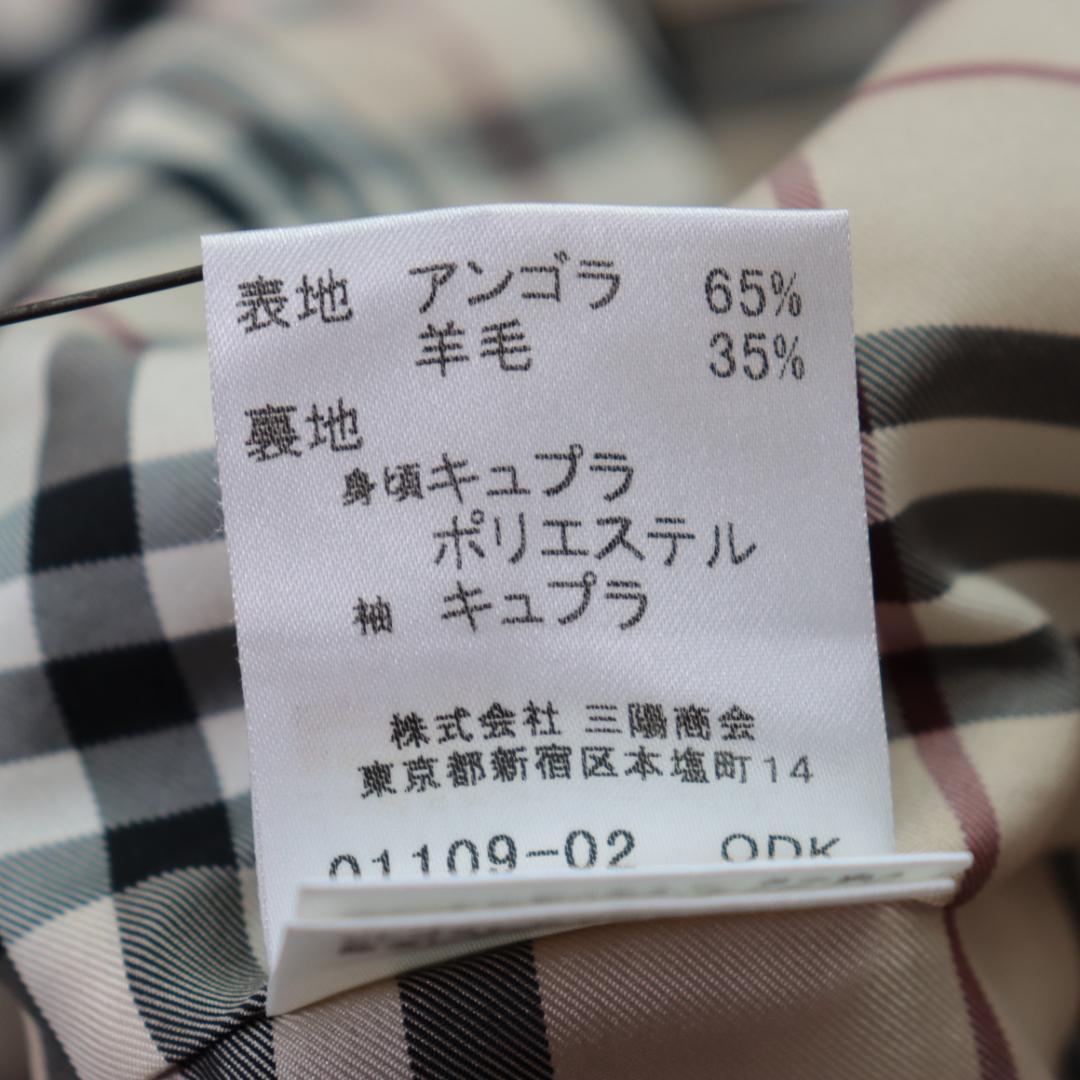 表地 アンゴラ 65%
羊毛 35%
裏地
身頃 キュプラ
ポリエステル
袖 キュプラ
株式会社 三陽商会
東京都新宿区本塩町14
01109-02 ODK